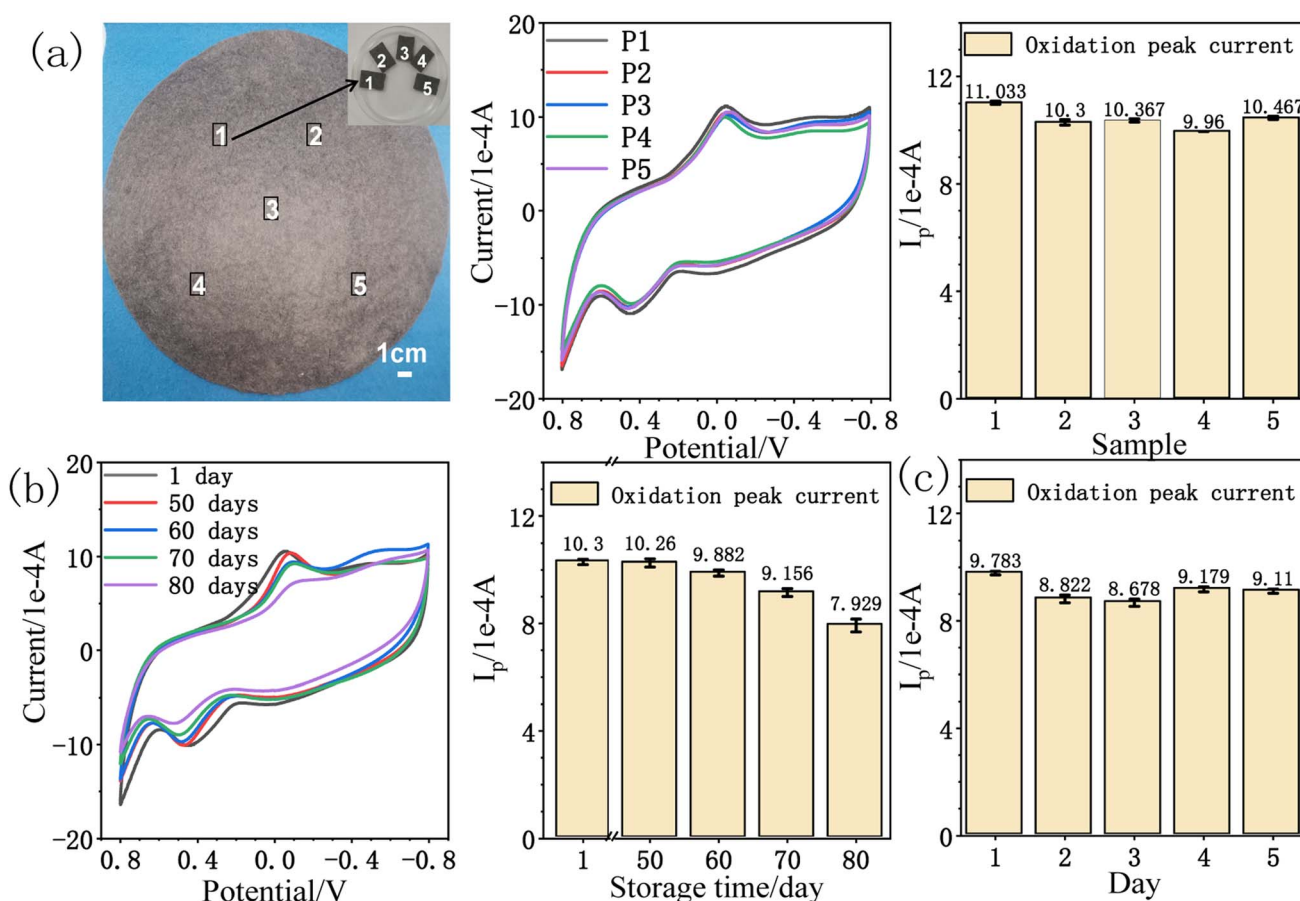 (a)
1
2
3
4
5
1
2
3
4
5
1cm
20
10
0
-10
-20
Current/1e-4A
P1
P2
P3
P4
P5
0.8
0.4
0.0
-0.4
-0.8
Potential/V
Oxidation peak current
12
8
4
0
Ip/1e-4A
11.033
10.3
10.367
9.96
10.467
1
2
3
4
5
Sample
(b)
20
10
0
-10
-20
Current/1e-4A
1 day
50 days
60 days
70 days
80 days
0.8
0.4
0.0
-0.4
-0.8
Potential/V
Oxidation peak current
12
8
4
0
Ip/1e-4A
10.3
10.26
9.882
9.156
7.929
1
50
60
70
80
Storage time/day
(c)
Oxidation peak current
12
8
4
0
Ip/1e-4A
9.783
8.822
8.678
9.179
9.11
1
2
3
4
5
Day